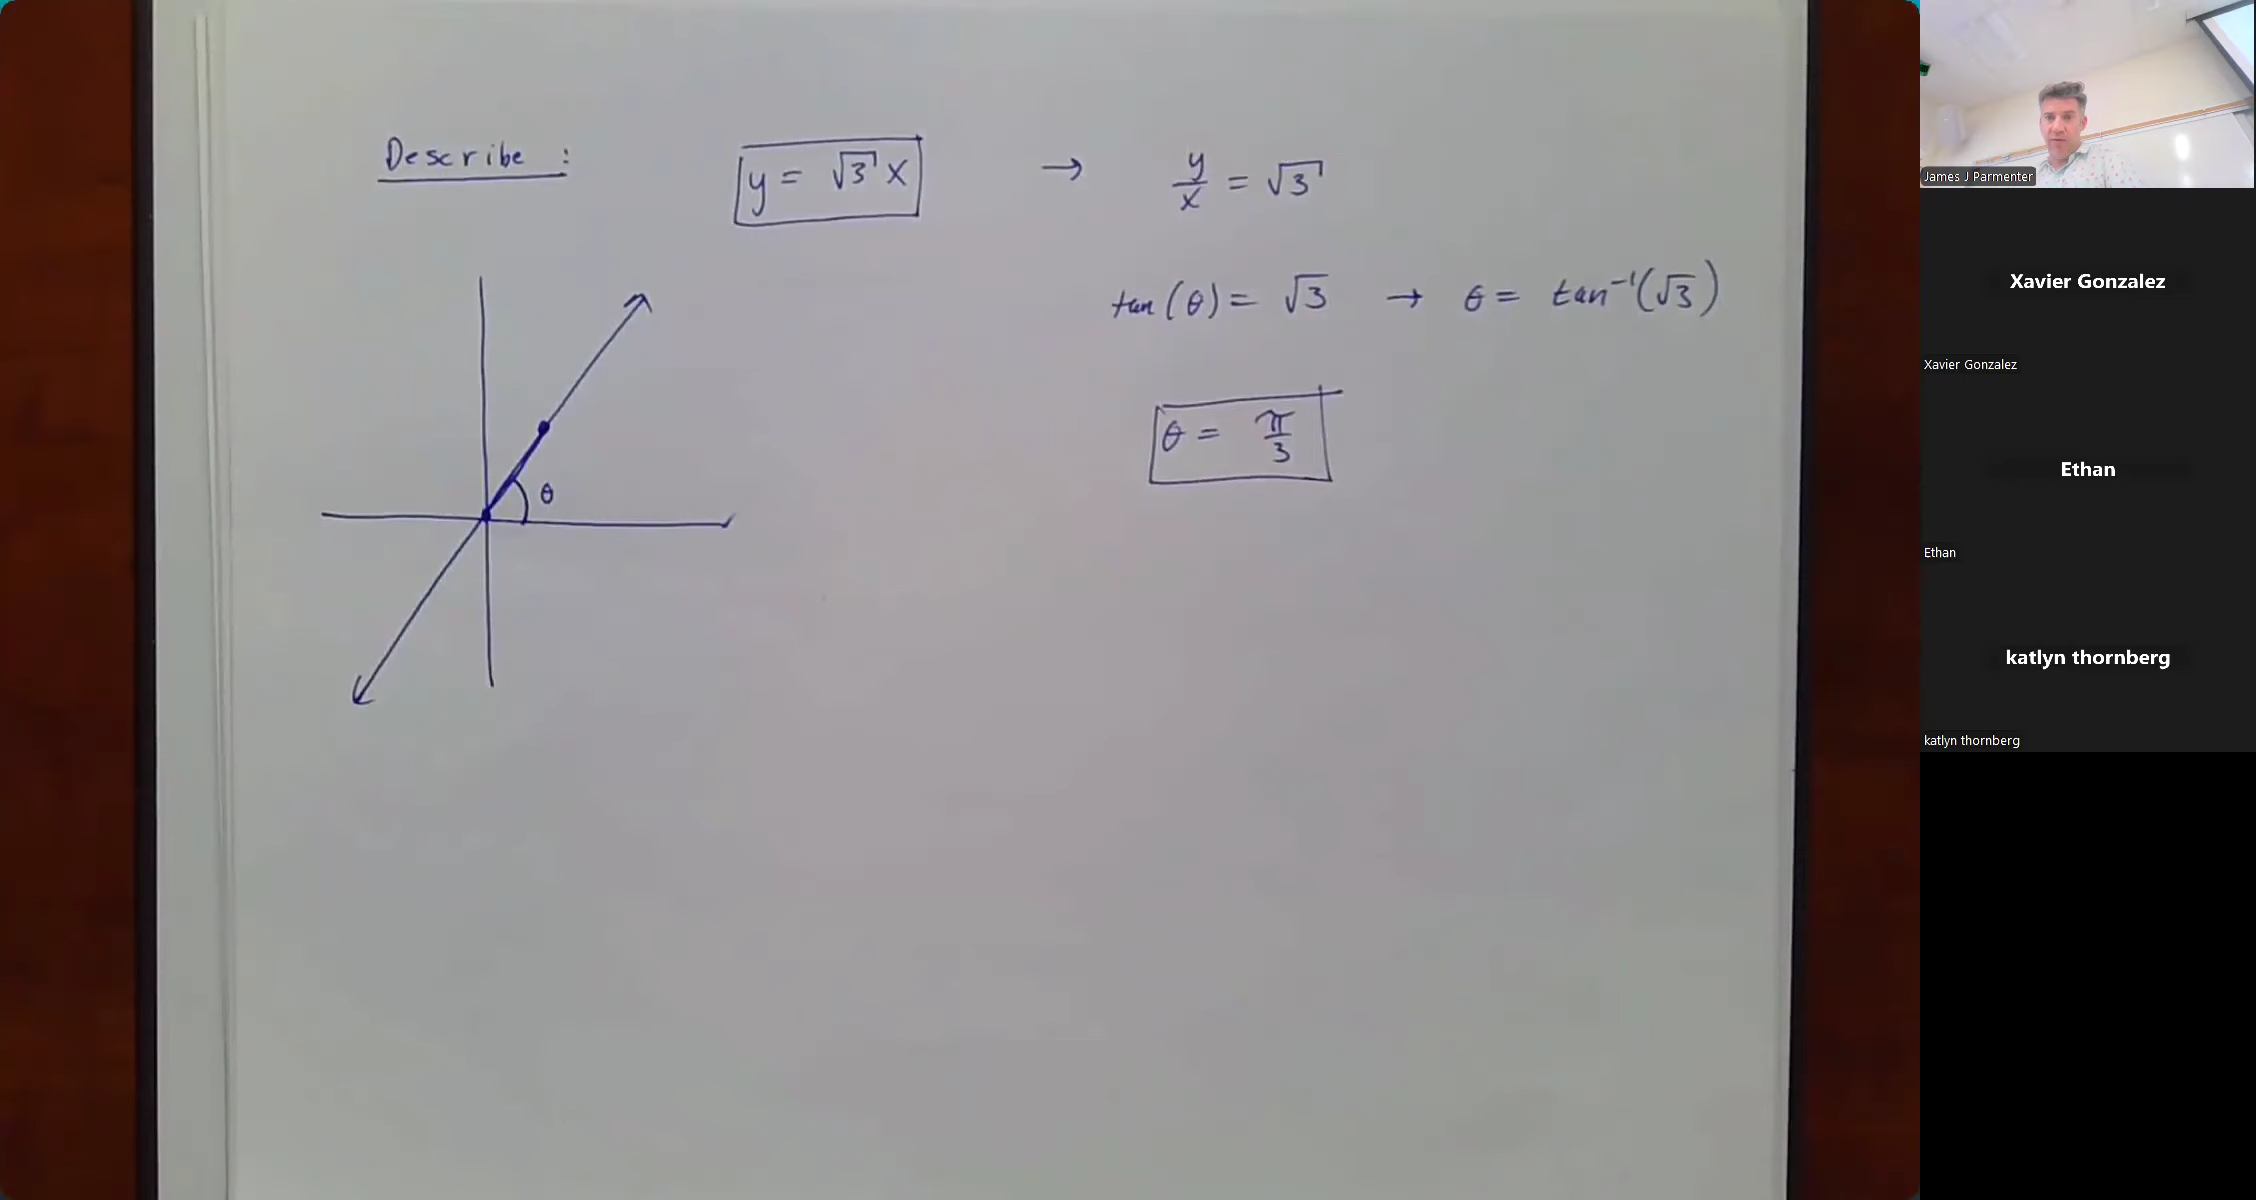 Describe : y = √3 x → y/x = √3
tan(θ) = √3 → θ = tan⁻¹(√3)
θ = π/3
θ
James J Parmenter
Xavier Gonzalez
Xavier Gonzalez
Ethan
Ethan
katlyn thornberg
katlyn thornberg